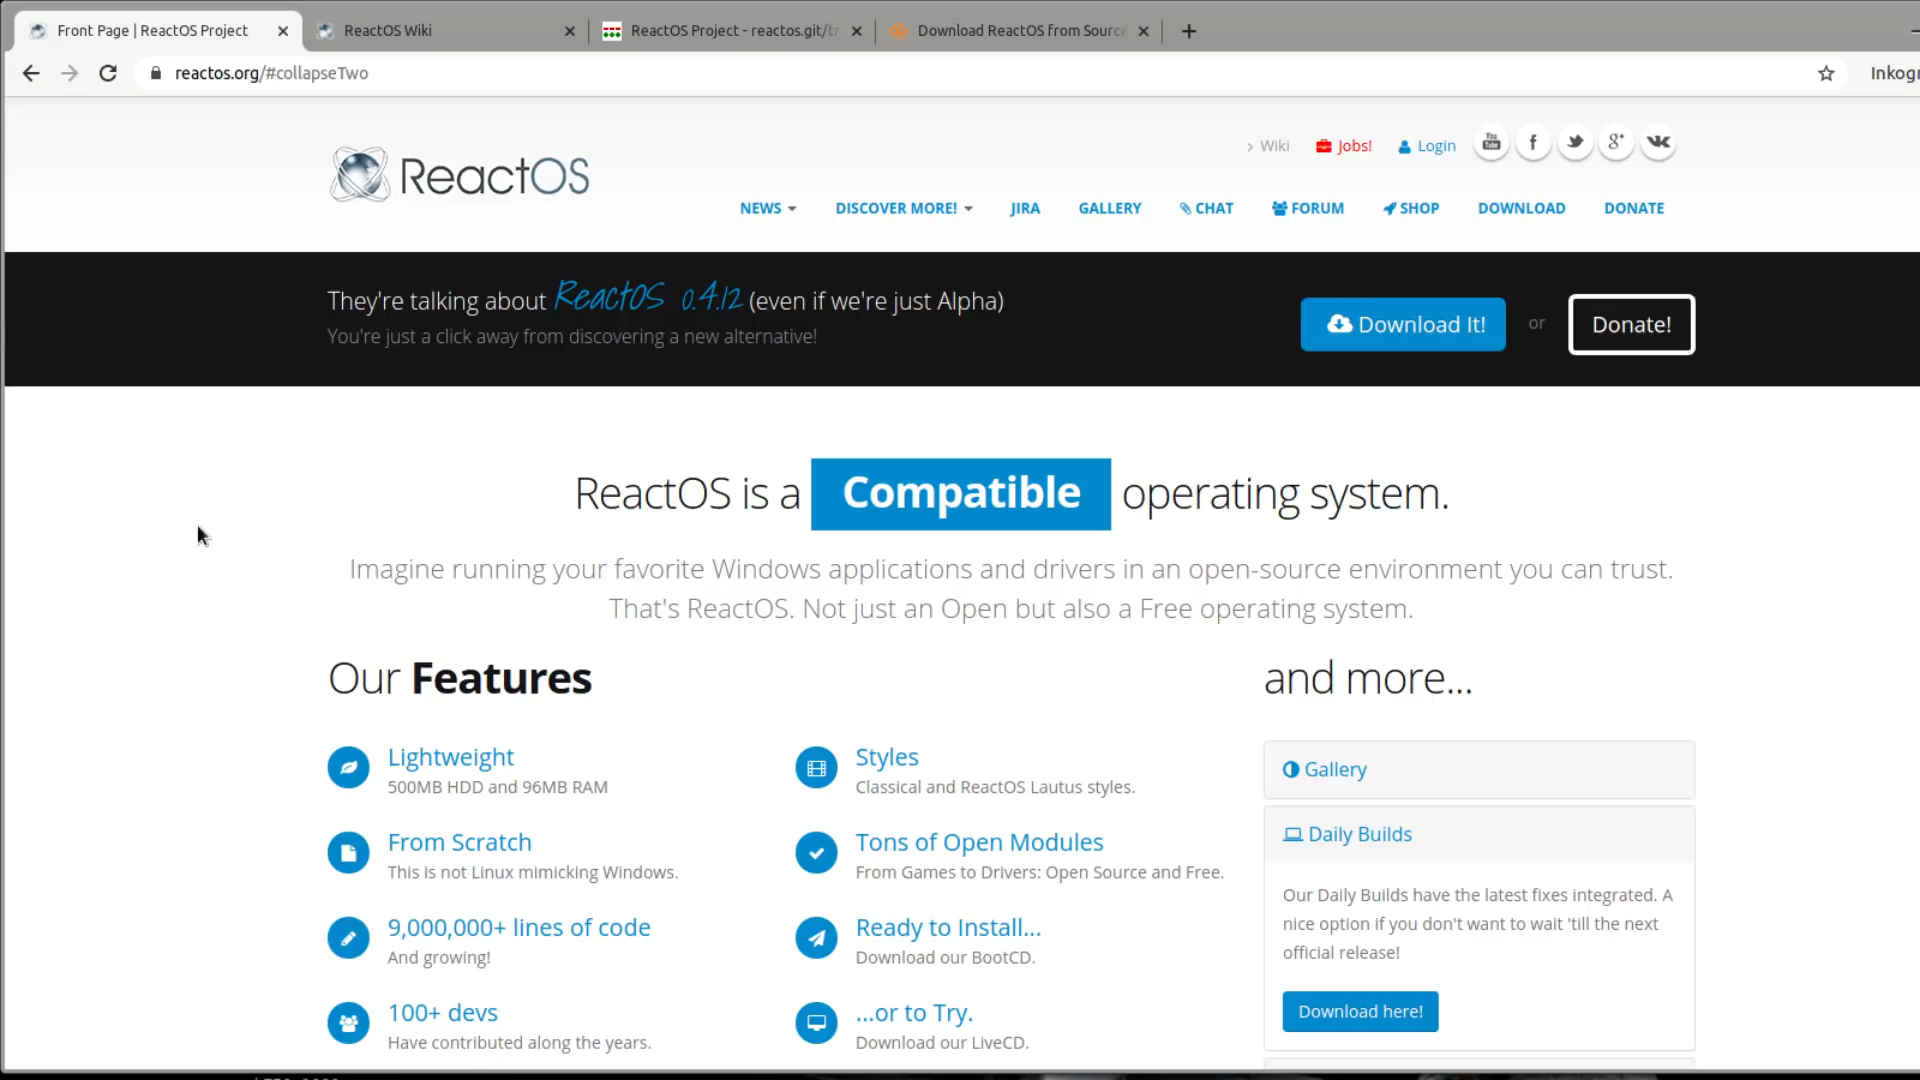 Front Page | ReactOS Project
ReactOS Wiki
ReactOS Project - reactos.git/tr
Download ReactOS from Source
reactos.org/#collapseTwo
Inkogn
Wiki
Jobs!
Login
You Tube
f
g+
ReactOS
NEWS
DISCOVER MORE!
JIRA
GALLERY
CHAT
FORUM
SHOP
DOWNLOAD
DONATE
They're talking about ReactOS 0.4.12 (even if we're just Alpha)
You're just a click away from discovering a new alternative!
Download It!
or
Donate!
ReactOS is a Compatible operating system.
Imagine running your favorite Windows applications and drivers in an open-source environment you can trust.
That's ReactOS. Not just an Open but also a Free operating system.
Our Features
Lightweight
500MB HDD and 96MB RAM
From Scratch
This is not Linux mimicking Windows.
9,000,000+ lines of code
And growing!
100+ devs
Have contributed along the years.
Styles
Classical and ReactOS Lautus styles.
Tons of Open Modules
From Games to Drivers: Open Source and Free.
Ready to Install...
Download our BootCD.
...or to Try.
Download our LiveCD.
and more...
Gallery
Daily Builds
Our Daily Builds have the latest fixes integrated. A
nice option if you don't want to wait 'till the next
official release!
Download here!